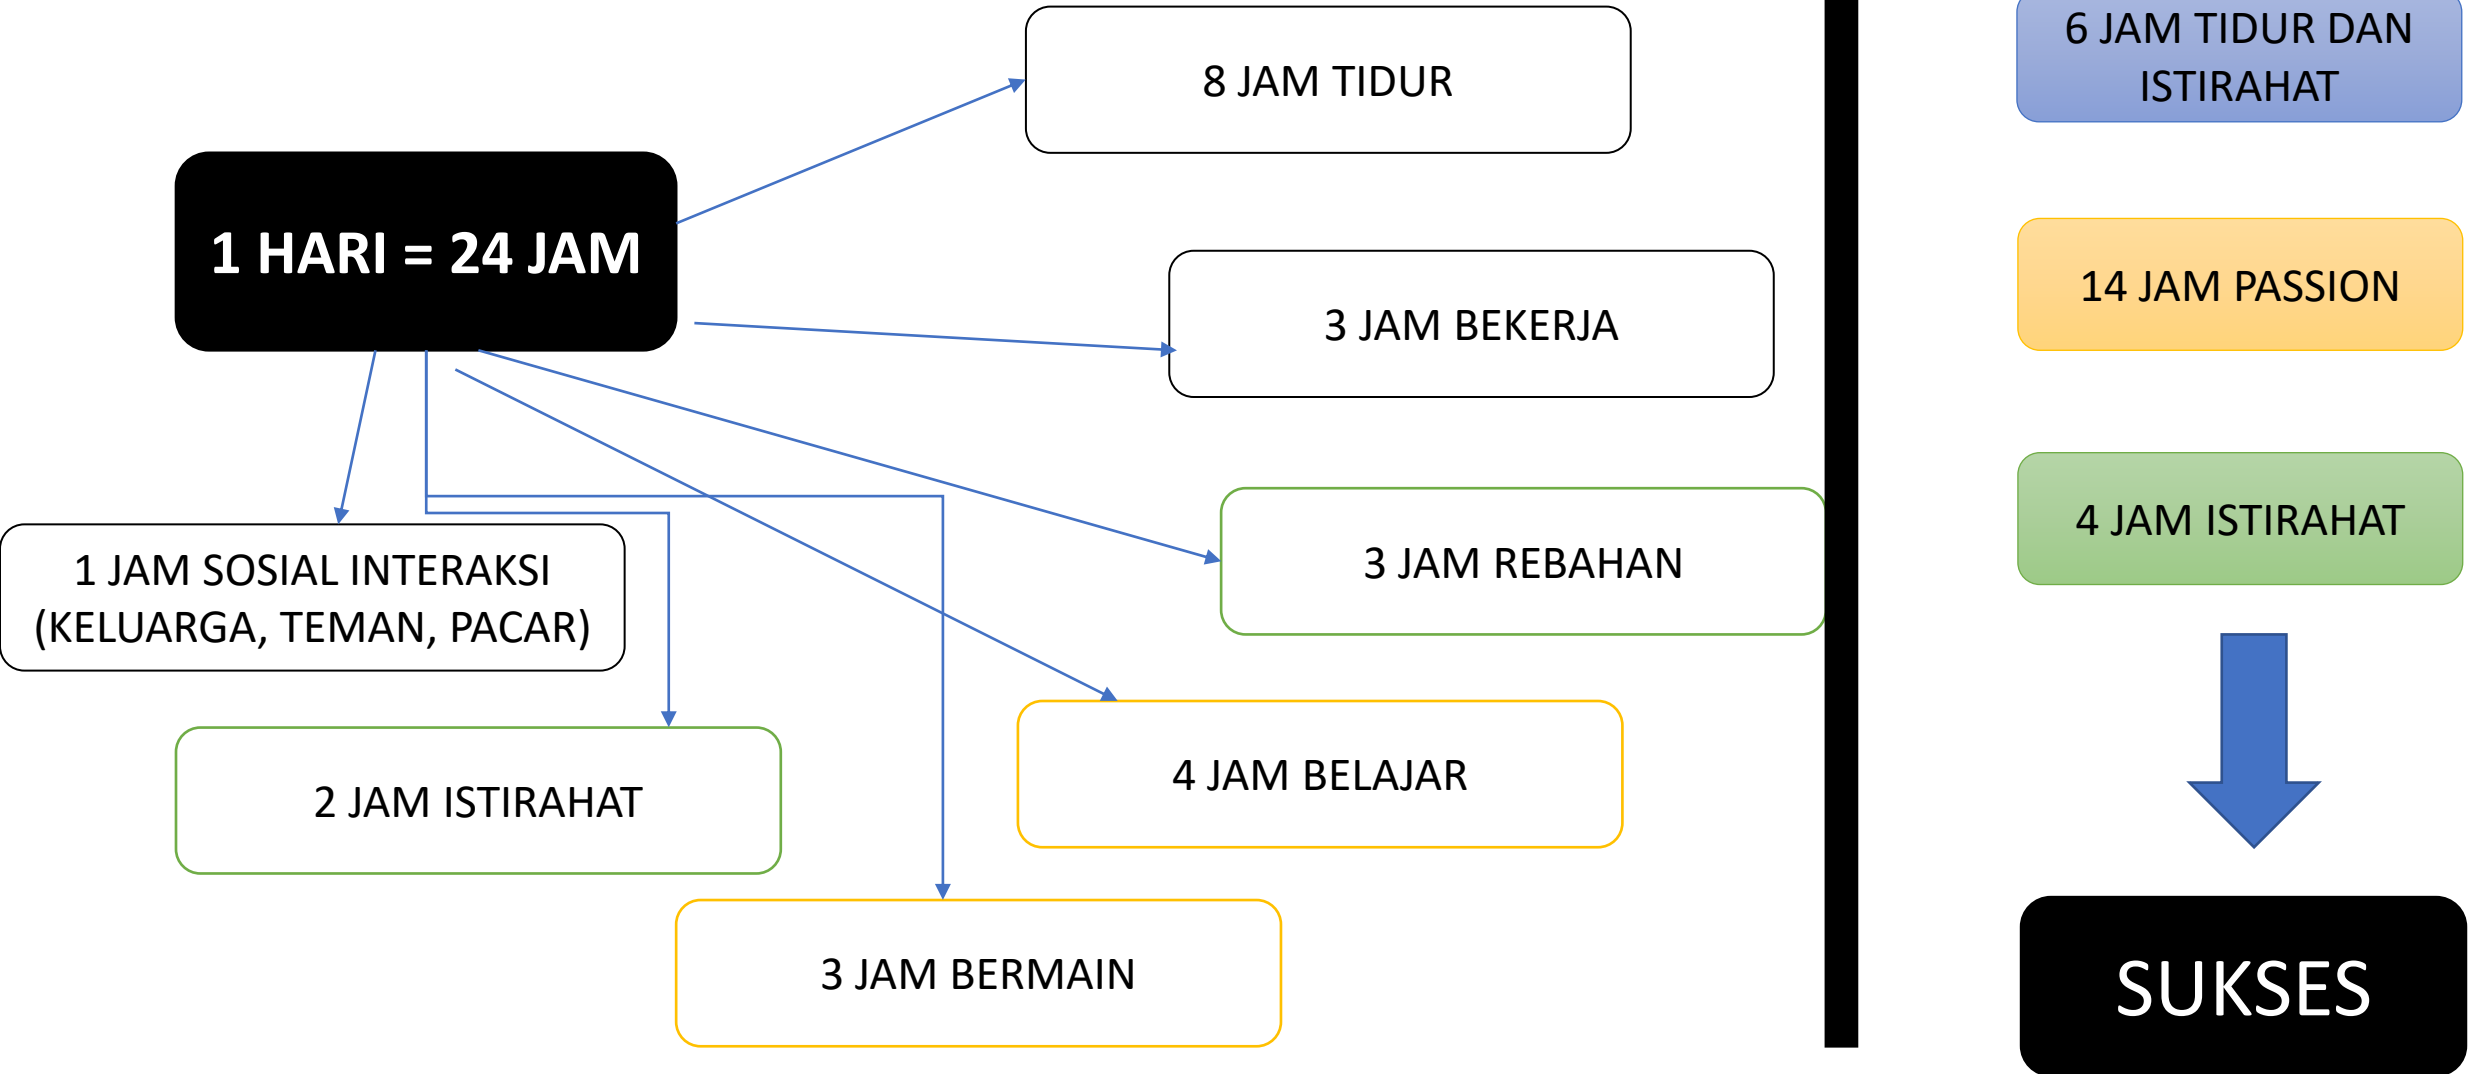 8 JAM TIDUR
1 HARI = 24 JAM
3 JAM BEKERJA
3 JAM REBAHAN
1 JAM SOSIAL INTERAKSI
(KELUARGA, TEMAN, PACAR)
4 JAM BELAJAR
2 JAM ISTIRAHAT
3 JAM BERMAIN
6 JAM TIDUR DAN
ISTIRAHAT
14 JAM PASSION
4 JAM ISTIRAHAT
SUKSES